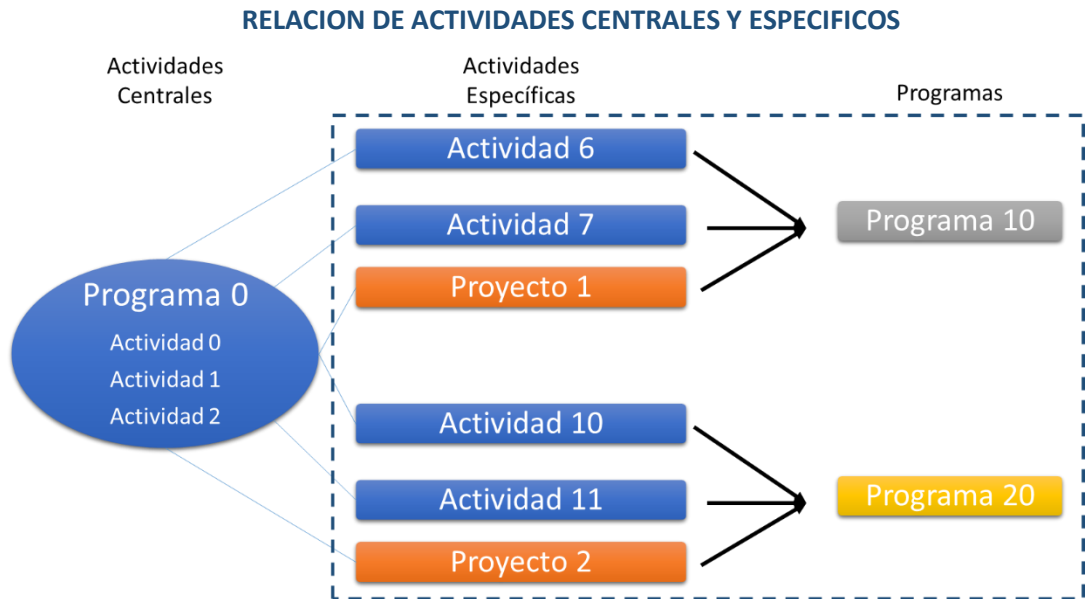 RELACION DE ACTIVIDADES CENTRALES Y ESPECIFICOS
Actividades
Centrales
Actividades
Específicas
Programas
Programa 0
Actividad 0
Actividad 1
Actividad 2
Actividad 6
Actividad 7
Proyecto 1
Actividad 10
Actividad 11
Proyecto 2
Programa 10
Programa 20